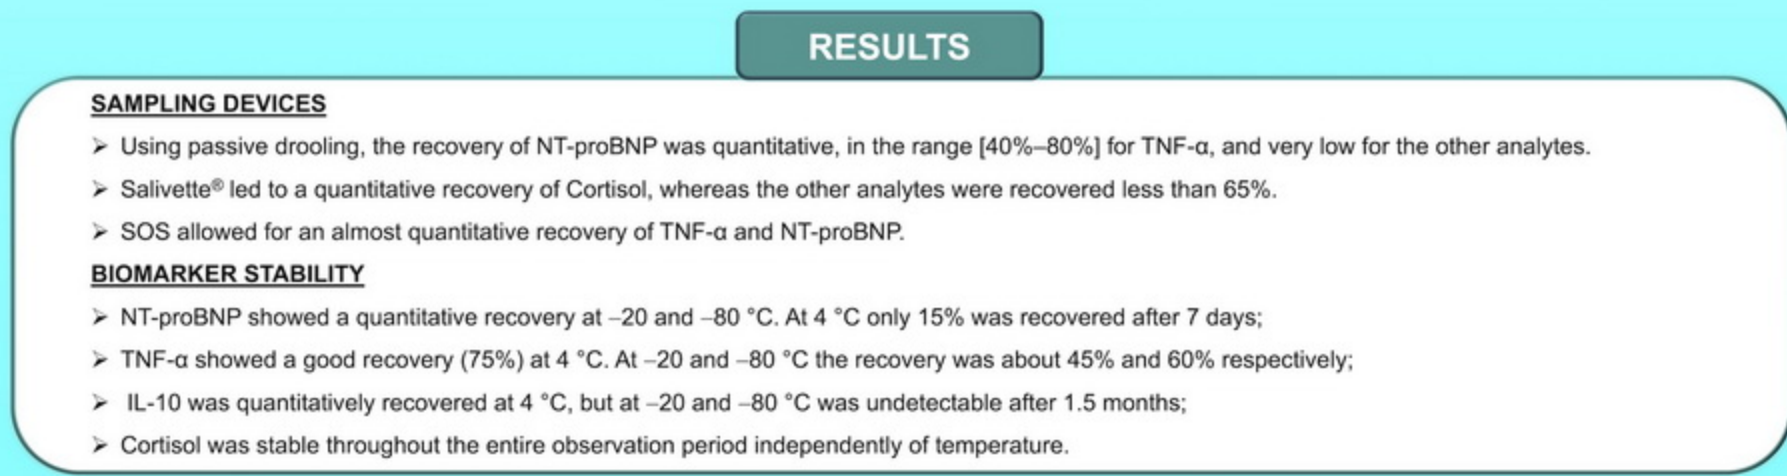 RESULTS
SAMPLING DEVICES
➢ Using passive drooling, the recovery of NT-proBNP was quantitative, in the range [40%–80%] for TNF-α, and very low for the other analytes.
➢ Salivette® led to a quantitative recovery of Cortisol, whereas the other analytes were recovered less than 65%.
➢ SOS allowed for an almost quantitative recovery of TNF-α and NT-proBNP.
BIOMARKER STABILITY
➢ NT-proBNP showed a quantitative recovery at –20 and –80 °C. At 4 °C only 15% was recovered after 7 days;
➢ TNF-α showed a good recovery (75%) at 4 °C. At –20 and –80 °C the recovery was about 45% and 60% respectively;
➢ IL-10 was quantitatively recovered at 4 °C, but at –20 and –80 °C was undetectable after 1.5 months;
➢ Cortisol was stable throughout the entire observation period independently of temperature.